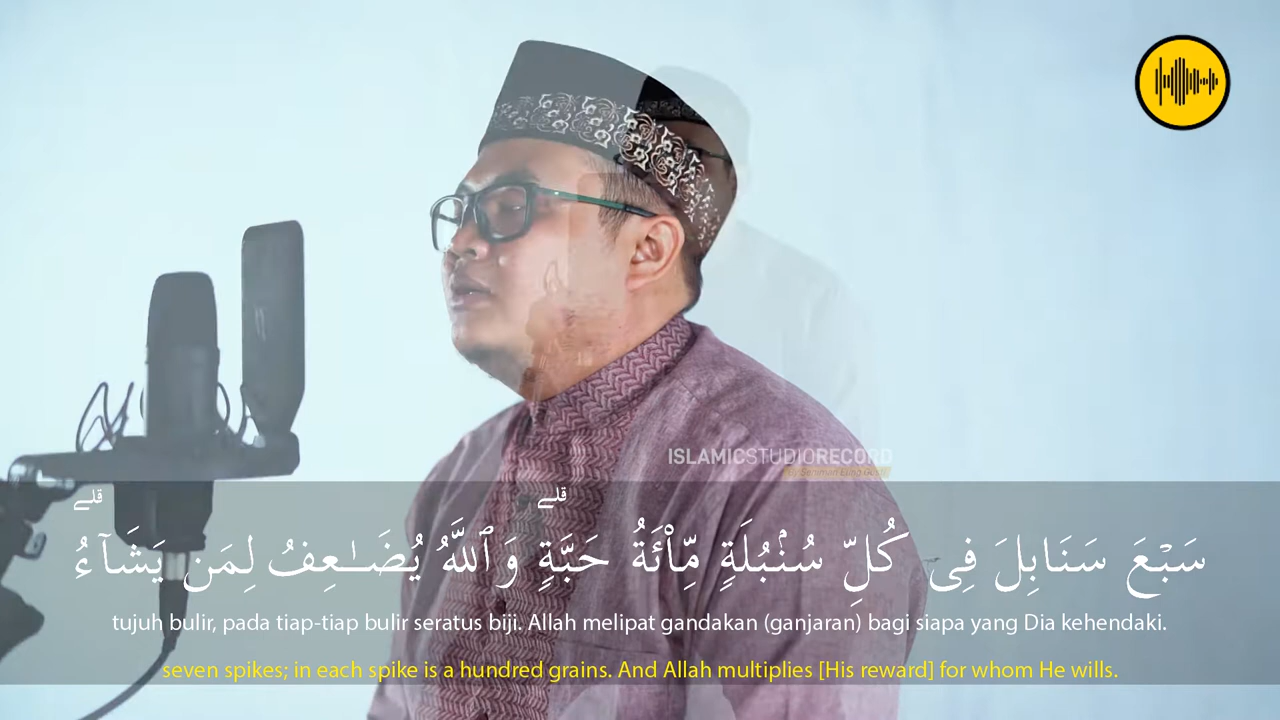 ISLAMICSTUDIORECORD
سَبْعَ سَنَابِلَ فِى كُلِّ سُنۢبُلَةٍ مِّا۟ئَةُ حَبَّةٍ ۗ وَٱللَّهُ يُضَـٰعِفُ لِمَن يَشَآءُ ۗ
tujuh bulir, pada tiap-tiap bulir seratus biji. Allah melipat gandakan (ganjaran) bagi siapa yang Dia kehendaki.
seven spikes; in each spike is a hundred grains. And Allah multiplies [His reward] for whom He wills.